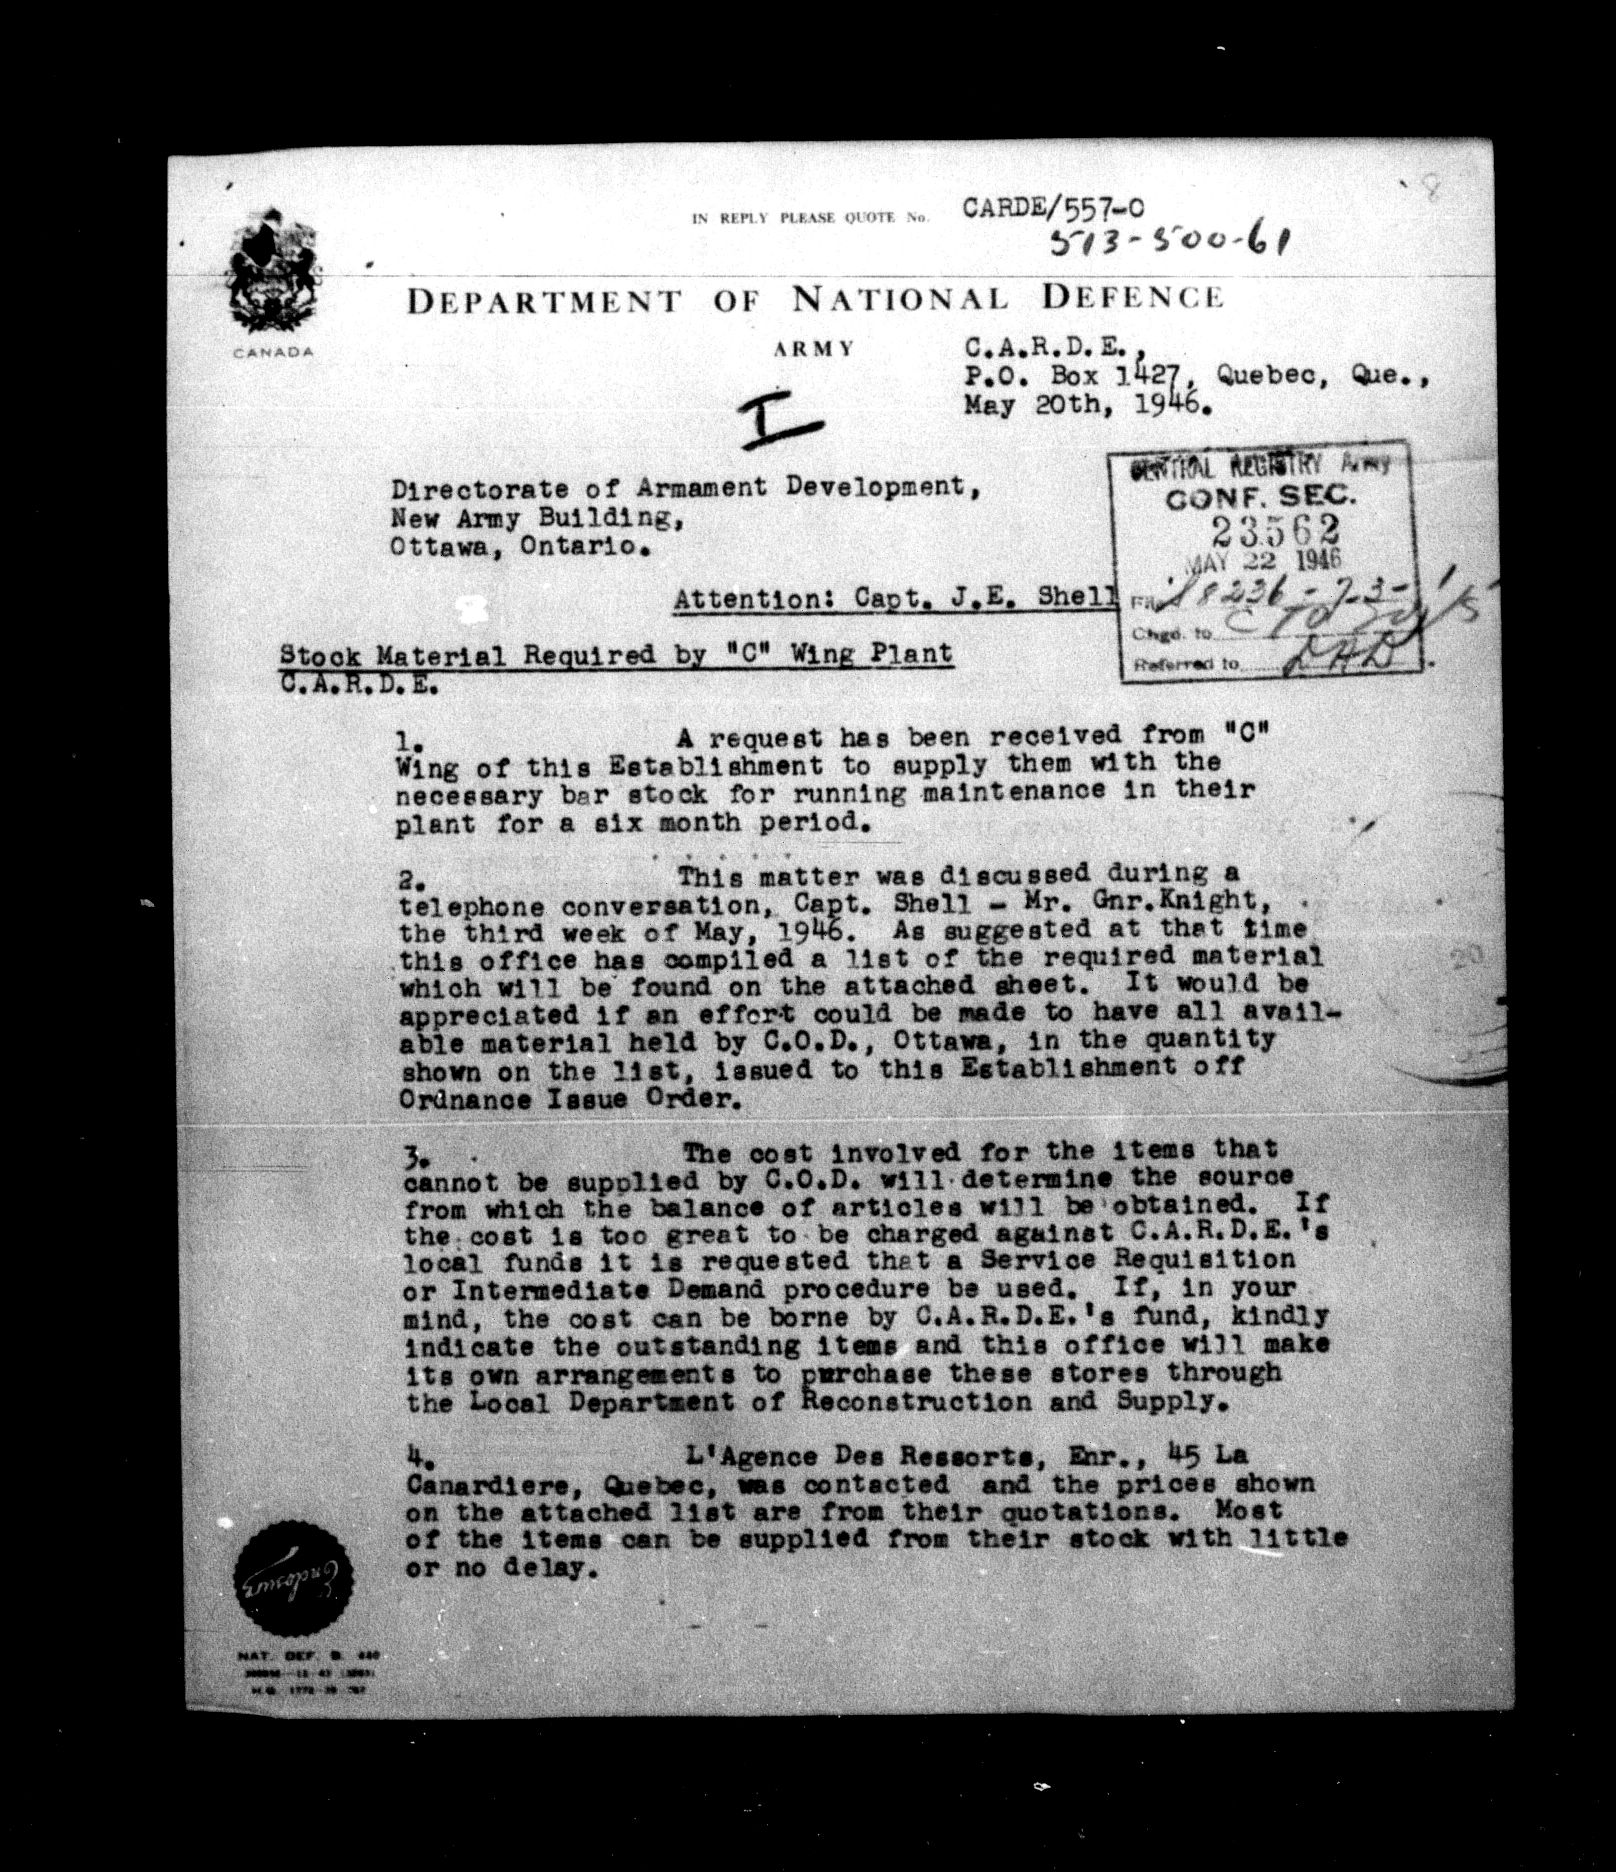 IN REPLY PLEASE QUOTE No. CARDE/557-C
513-500-61
DEPARTMENT OF NATIONAL DEFENCE
CANADA
ARMY
C.A.R.D.E.,
P.O. Box 1427, Quebec, Que.,
May 20th, 1946.
I
Directorate of Armament Development,
New Army Building,
Ottawa, Ontario.
CENTRAL REGISTRY Army
CONF. SEC.
23562
MAY 22 1946
File
Chgd. to
Referred to DAD
Attention: Capt. J.E. Shell
Stock Material Required by "C" Wing Plant
C.A.R.D.E.
1. A request has been received from "C"
Wing of this Establishment to supply them with the
necessary bar stock for running maintenance in their
plant for a six month period.
2. This matter was discussed during a
telephone conversation, Capt. Shell - Mr. Gnr.Knight,
the third week of May, 1946. As suggested at that time
this office has compiled a list of the required material
which will be found on the attached sheet. It would be
appreciated if an effort could be made to have all avail-
able material held by C.O.D., Ottawa, in the quantity
shown on the list, issued to this Establishment off
Ordnance Issue Order.
3. The cost involved for the items that
cannot be supplied by C.O.D. will determine the source
from which the balance of articles will be obtained. If
the cost is too great to be charged against C.A.R.D.E.'s
local funds it is requested that a Service Requisition
or Intermediate Demand procedure be used. If, in your
mind, the cost can be borne by C.A.R.D.E.'s fund, kindly
indicate the outstanding items and this office will make
its own arrangements to purchase these stores through
the Local Department of Reconstruction and Supply.
4. L'Agence Des Ressorts, Enr., 45 La
Canardiere, Quebec, was contacted and the prices shown
on the attached list are from their quotations. Most
of the items can be supplied from their stock with little
or no delay.
Enclosure
NAT. DEF. B. 440